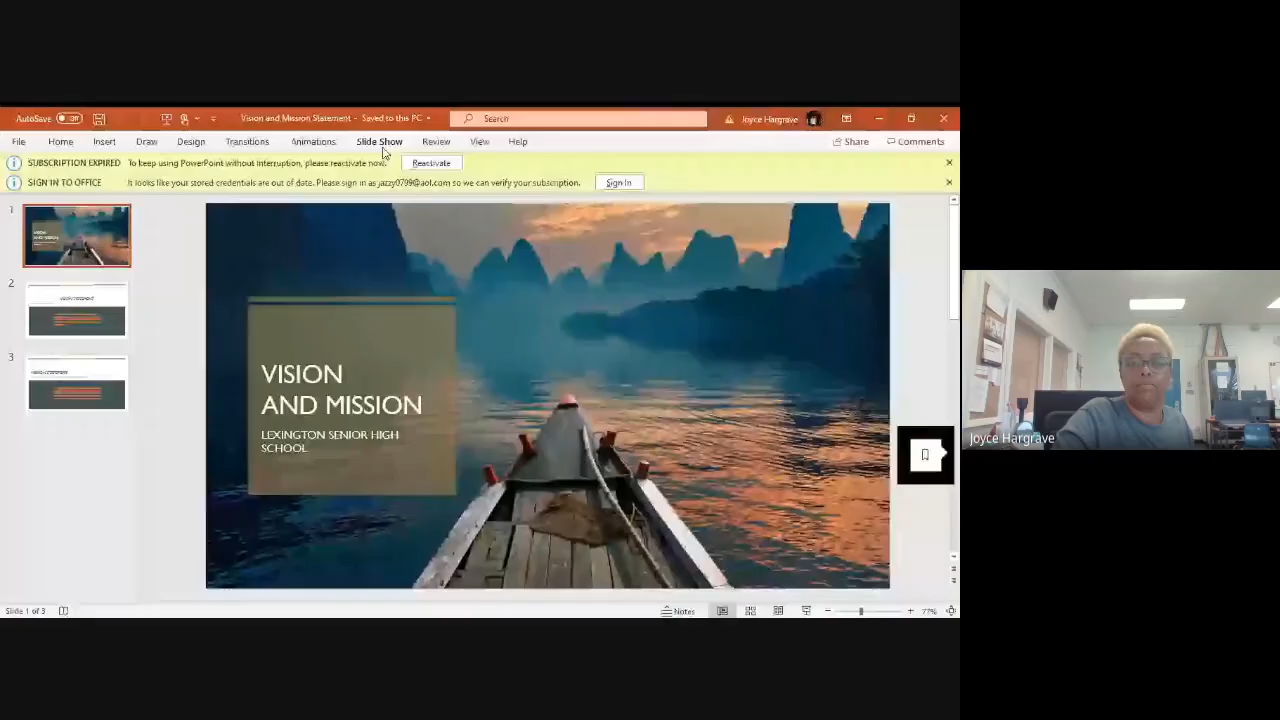 AutoSave Off Vision and Mission Statement - Saved to this PC Search Joyce Hargrave
File Home Insert Draw Design Transitions Animations Slide Show Review View Help Share Comments
SUBSCRIPTION EXPIRED To keep using PowerPoint without interruption, please reactivate now. Reactivate
SIGN IN TO OFFICE It looks like your stored credentials are out of date. Please sign in as jazzy0799@aol.com so we can verify your subscription. Sign In
1
2
3
VISION
AND MISSION
LEXINGTON SENIOR HIGH
SCHOOL
Joyce Hargrave
Slide 1 of 3 Notes 77%